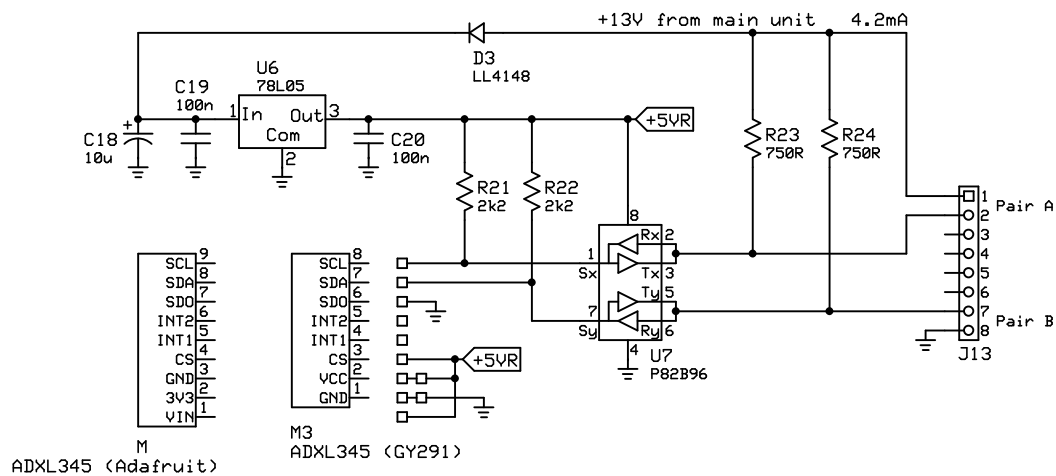 +13V from main unit 4.2mA
D3
LL4148
U6
78L05
C19
100n
1 In Out 3
Com
2
+
C18
10u
C20
100n
+5VR
R21
2k2
R22
2k2
R23
750R
R24
750R
8
1
Sx
Rx 2
Tx 3
Ty 5
7
Sy
Ry 6
4
U7
P82B96
1
2
3
4
5
6
7
8
Pair A
Pair B
J13
SCL 9
SDA 8
SDO 7
INT2 6
INT1 5
CS 4
GND 3
3V3 2
VIN 1
M
ADXL345 (Adafruit)
SCL 8
SDA 7
SDO 6
INT2 5
INT1 4
CS 3
VCC 2
GND 1
M3
ADXL345 (GY291)
+5VR